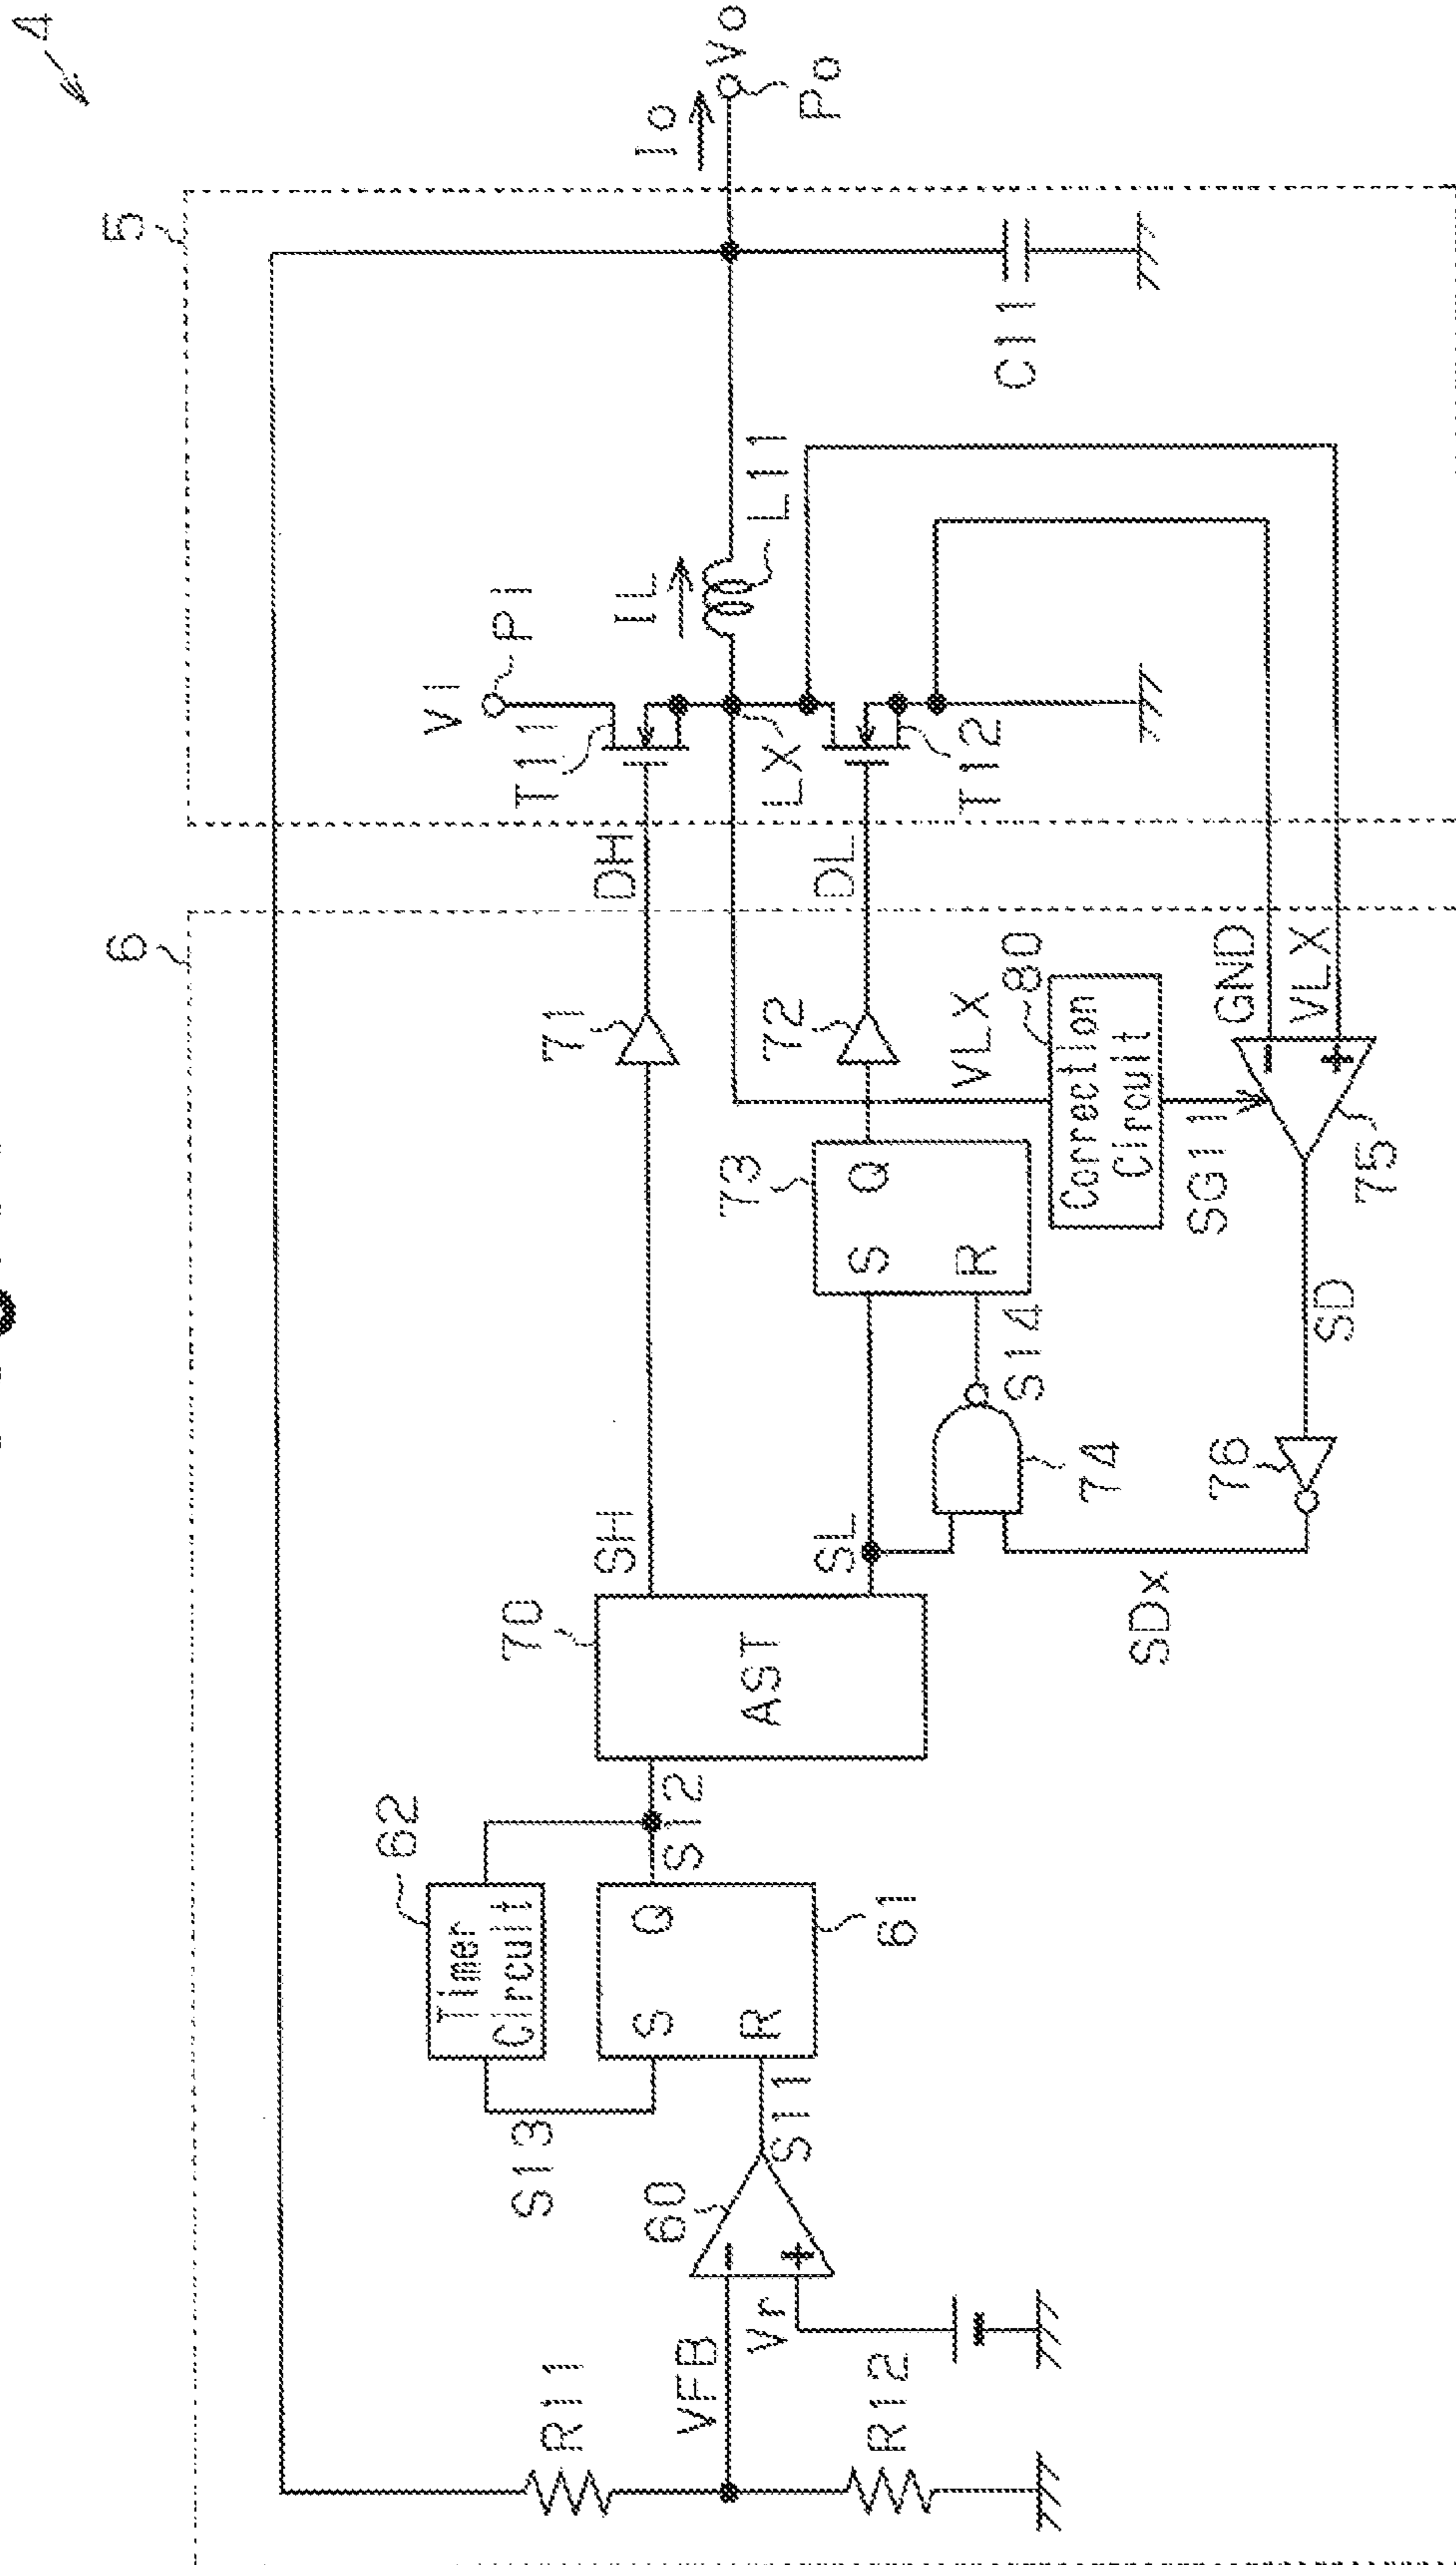 4
5
6
Vi
Pi
T11
IL
L11
Io
Vo
Po
C11
LX
T12
DH
DL
71
72
73
S
Q
R
VLX
80
Correction
Circuit
SG11
GND
VLX
-
+
75
SD
76
SDx
S14
74
SH
SL
70
AST
S12
62
Timer
Circuit
S13
S
Q
R
61
S11
60
-
+
VFB
Vr
R11
R12